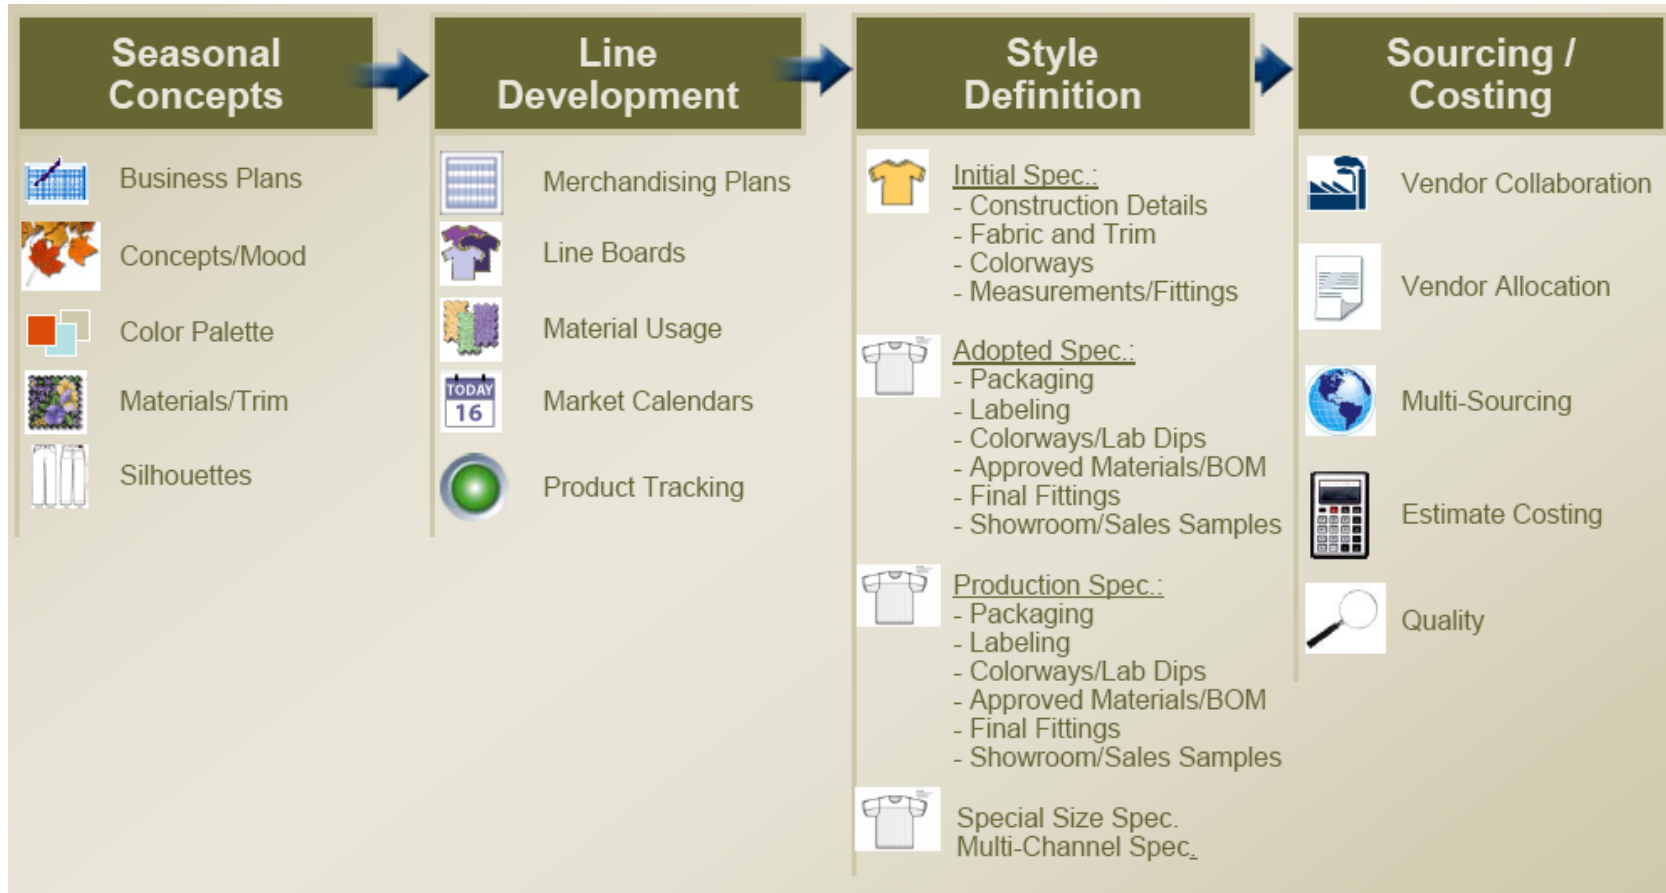 Seasonal
Concepts
Business Plans
Concepts/Mood
Color Palette
Materials/Trim
Silhouettes
Line
Development
Merchandising Plans
Line Boards
Material Usage
TODAY
16
Market Calendars
Product Tracking
Style
Definition
Initial Spec.:
- Construction Details
- Fabric and Trim
- Colorways
- Measurements/Fittings
Adopted Spec.:
- Packaging
- Labeling
- Colorways/Lab Dips
- Approved Materials/BOM
- Final Fittings
- Showroom/Sales Samples
Production Spec.:
- Packaging
- Labeling
- Colorways/Lab Dips
- Approved Materials/BOM
- Final Fittings
- Showroom/Sales Samples
Special Size Spec.
Multi-Channel Spec.
Sourcing /
Costing
Vendor Collaboration
Vendor Allocation
Multi-Sourcing
Estimate Costing
Quality